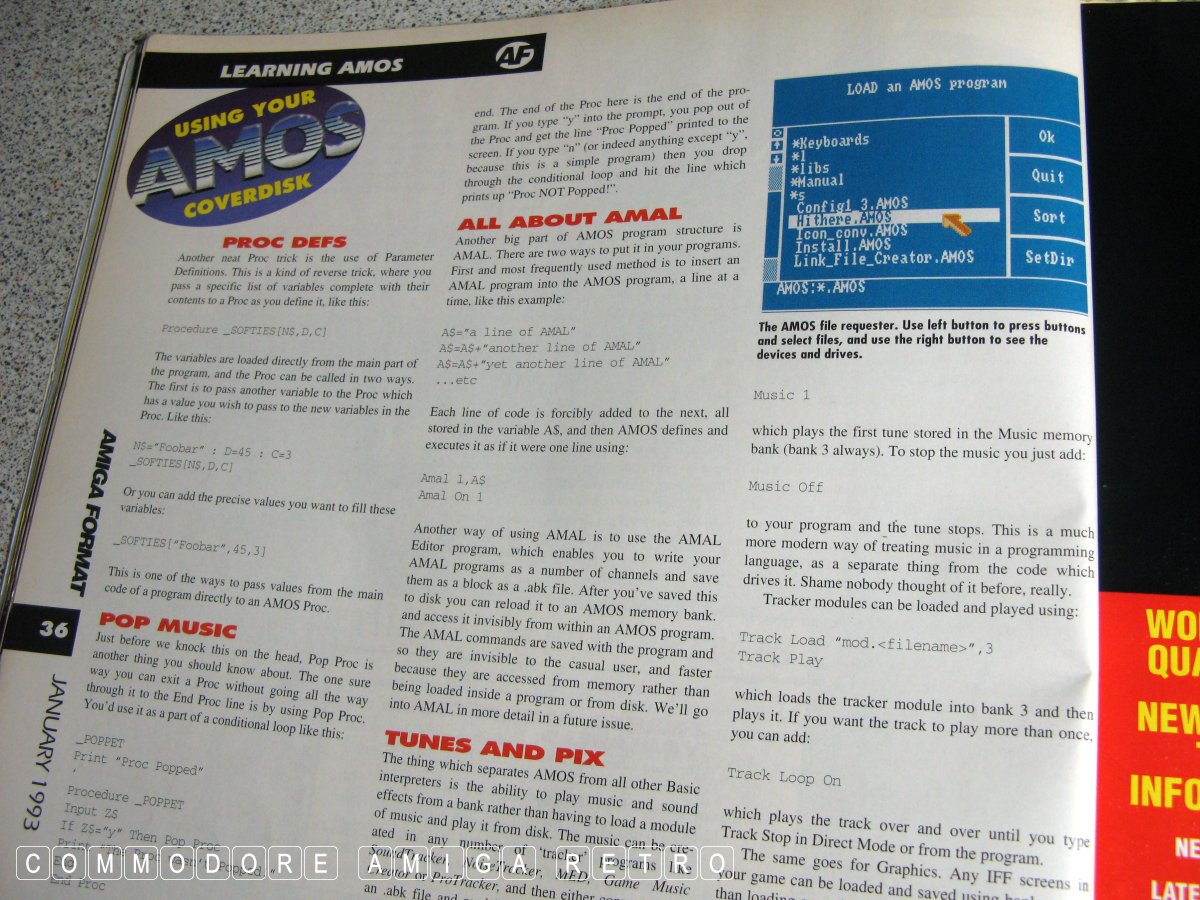 LEARNING AMOS
AF
USING YOUR
AMOS
COVERDISK
PROC DEFS
Another neat Proc trick is the use of Parameter
Definitions. This is a kind of reverse trick, where you
pass a specific list of variables complete with their
contents to a Proc as you define it, like this:
Procedure _SOFTIES[N$,D,C]
The variables are loaded directly from the main part of
the program, and the Proc can be called in two ways.
The first is to pass another variable to the Proc which
has a value you wish to pass to the new variables in the
Proc. Like this:
N$="Foobar" : D=45 : C=3
_SOFTIES[N$,D,C]
Or you can add the precise values you want to fill these
variables:
_SOFTIES["Foobar",45,3]
This is one of the ways to pass values from the main
code of a program directly to an AMOS Proc.
POP MUSIC
Just before we knock this on the head, Pop Proc is
another thing you should know about. The one sure
way you can exit a Proc without going all the way
through it to the End Proc line is by using Pop Proc.
You'd use it as a part of a conditional loop like this:
_POPPET
Print "Proc Popped"
'
Procedure _POPPET
Input Z$
If Z$="y" Then Pop Proc
Print "The Proc
End Proc
end. The end of the Proc here is the end of the pro-
gram. If you type "y" into the prompt, you pop out of
the Proc and get the line "Proc Popped" printed to the
screen. If you type "n" (or indeed anything except "y",
because this is a simple program) then you drop
through the conditional loop and hit the line which
prints up "Proc NOT Popped!".
ALL ABOUT AMAL
Another big part of AMOS program structure is
AMAL. There are two ways to put it in your programs.
First and most frequently used method is to insert an
AMAL program into the AMOS program, a line at a
time, like this example:
A$="a line of AMAL"
A$=A$+"another line of AMAL"
A$=A$+"yet another line of AMAL"
...etc
Each line of code is forcibly added to the next, all
stored in the variable A$, and then AMOS defines and
executes it as if it were one line using:
Amal 1,A$
Amal On 1
Another way of using AMAL is to use the AMAL
Editor program, which enables you to write your
AMAL programs as a number of channels and save
them as a block as a .abk file. After you've saved this
to disk you can reload it to an AMOS memory bank.
and access it invisibly from within an AMOS program.
The AMAL commands are saved with the program and
so they are invisible to the casual user, and faster
because they are accessed from memory rather than
being loaded inside a program or from disk. We'll go
into AMAL in more detail in a future issue.
TUNES AND PIX
The thing which separates AMOS from all other Basic
interpreters is the ability to play music and sound
effects from a bank rather than having to load a module
of music and play it from disk. The music can be cre-
ated in any number of 'tracker' programs like
SoundTracker, NoiseTracker, MED, Game Music
Creator or ProTracker, and then either
an .abk file and
LOAD an AMOS program
*Keyboards
*l
*libs
*Manual
*s
Config1_3.AMOS
Hithere.AMOS
Icon_conv.AMOS
Install.AMOS
Link_File_Creator.AMOS
AMOS:*.AMOS
Ok
Quit
Sort
SetDir
The AMOS file requester. Use left button to press buttons
and select files, and use the right button to see the
devices and drives.
Music 1
which plays the first tune stored in the Music memory
bank (bank 3 always). To stop the music you just add:
Music Off
to your program and the tune stops. This is a much
more modern way of treating music in a programming
language, as a separate thing from the code which
drives it. Shame nobody thought of it before, really.
Tracker modules can be loaded and played using:
Track Load "mod.<filename>",3
Track Play
which loads the tracker module into bank 3 and then
plays it. If you want the track to play more than once,
you can add:
Track Loop On
which plays the track over and over until you type
Track Stop in Direct Mode or from the program.
The same goes for Graphics. Any IFF screens in
your game can be loaded and saved using
than loading
AMIGA FORMAT
36
JANUARY 1993
WO
QUA
NEW
INFO
NE
LATE
COMMODORE AMIGA RETRO